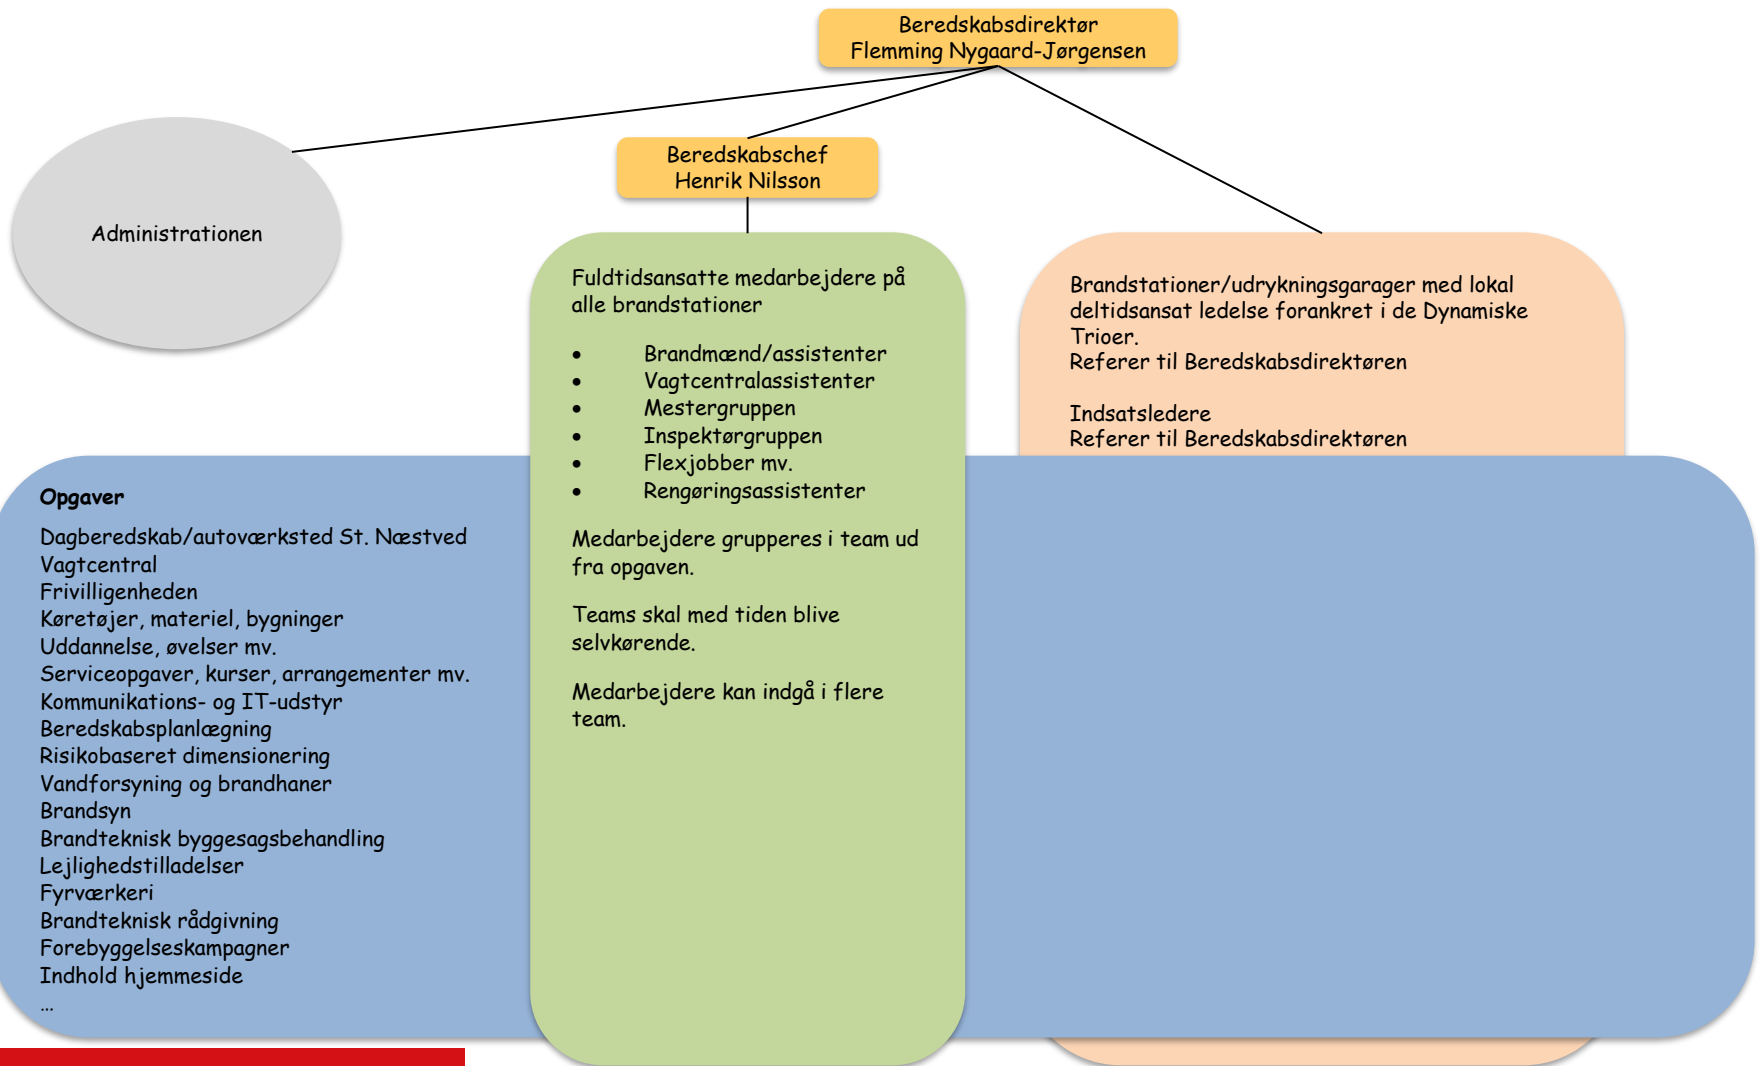 Beredskabsdirektør
Flemming Nygaard-Jørgensen
Beredskabschef
Henrik Nilsson
Administrationen
Fuldtidsansatte medarbejdere på
alle brandstationer
• Brandmænd/assistenter
• Vagtcentralassistenter
• Mestergruppen
• Inspektørgruppen
• Flexjobber mv.
• Rengøringsassistenter
Medarbejdere grupperes i team ud
fra opgaven.
Teams skal med tiden blive
selvkørende.
Medarbejdere kan indgå i flere
team.
Brandstationer/udrykningsgarager med lokal
deltidsansat ledelse forankret i de Dynamiske
Trioer.
Referer til Beredskabsdirektøren
Indsatsledere
Referer til Beredskabsdirektøren
Opgaver
Dagberedskab/autoværksted St. Næstved
Vagtcentral
Frivilligenheden
Køretøjer, materiel, bygninger
Uddannelse, øvelser mv.
Serviceopgaver, kurser, arrangementer mv.
Kommunikations- og IT-udstyr
Beredskabsplanlægning
Risikobaseret dimensionering
Vandforsyning og brandhaner
Brandsyn
Brandteknisk byggesagsbehandling
Lejlighedstilladelser
Fyrværkeri
Brandteknisk rådgivning
Forebyggelseskampagner
Indhold hjemmeside
…